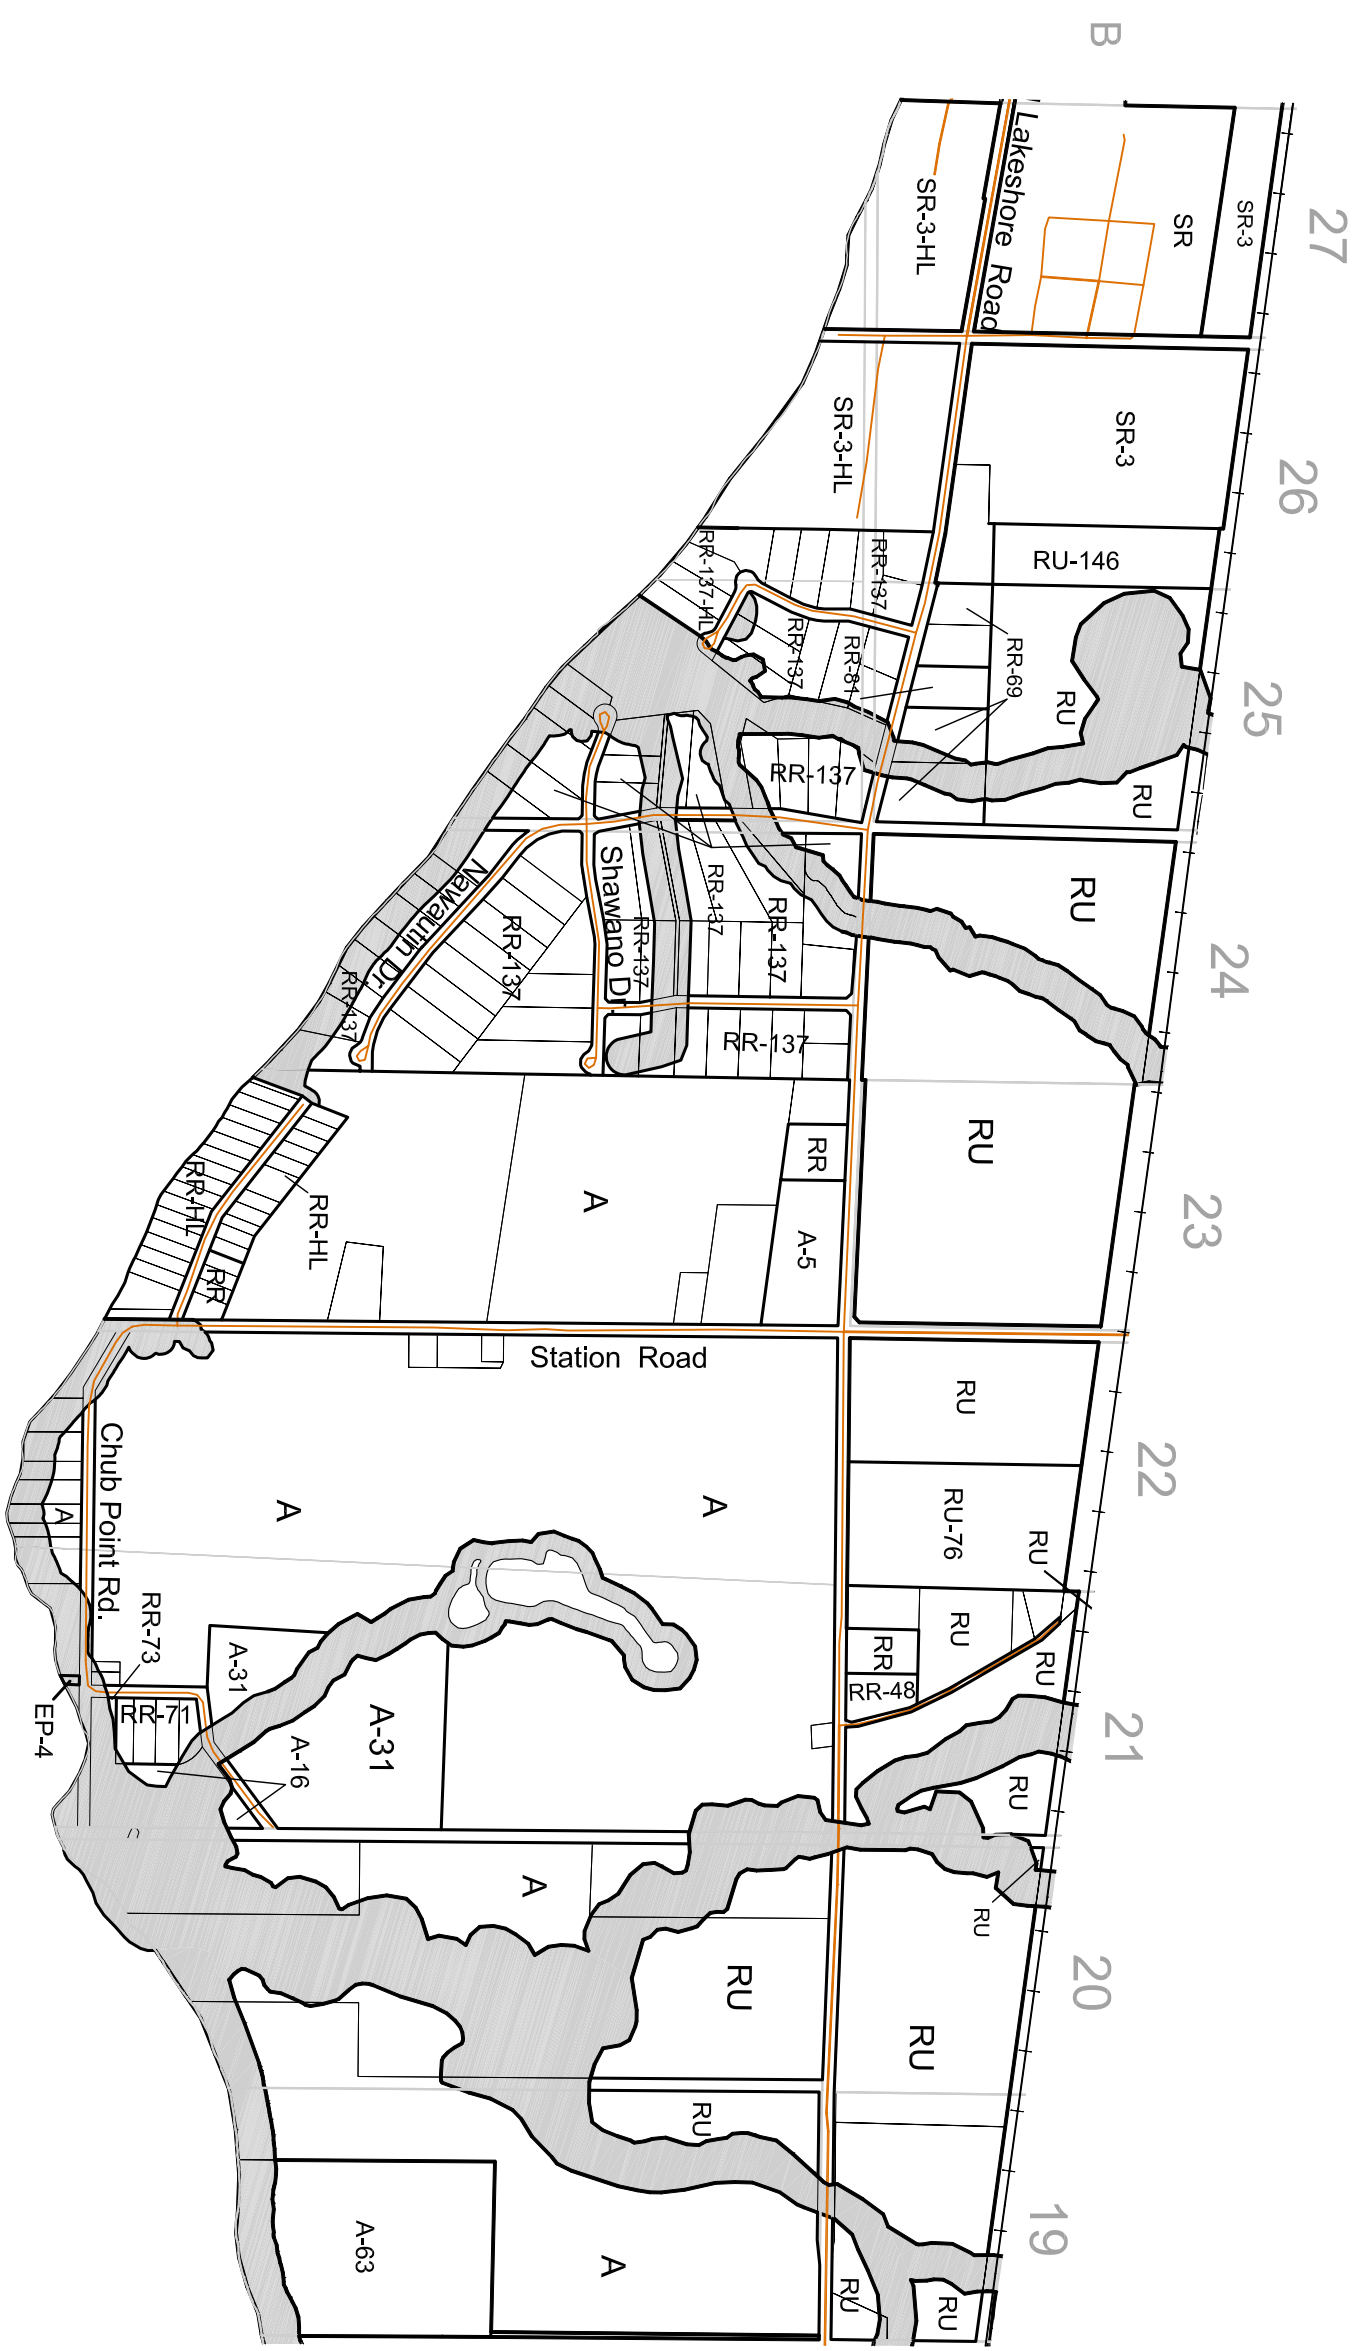 B
27
SR-3
SR
Lakeshore Road
SR-3-HL
26
SR-3
SR-3-HL
RU-146
RR-137
RR-137-HL
RR-137
RR-81
RR-69
RU
25
RR-137
RU
RU
24
Shawano Dr.
Nawautin Dr.
RR-137
RR-137
RR-137
RR-137
RR-137
RR-137
RU
23
RR
A
A-5
RR-HL
RR-HL
RR
Station Road
RU
22
RU-76
RU
A
A
A
Chub Point Rd.
RR-73
A-31
RR
RU
RU
RR-48
RR-71
EP-4
A-16
A-31
21
RU
A
RU
20
RU
RU
RU
19
A-63
A
RU
RU